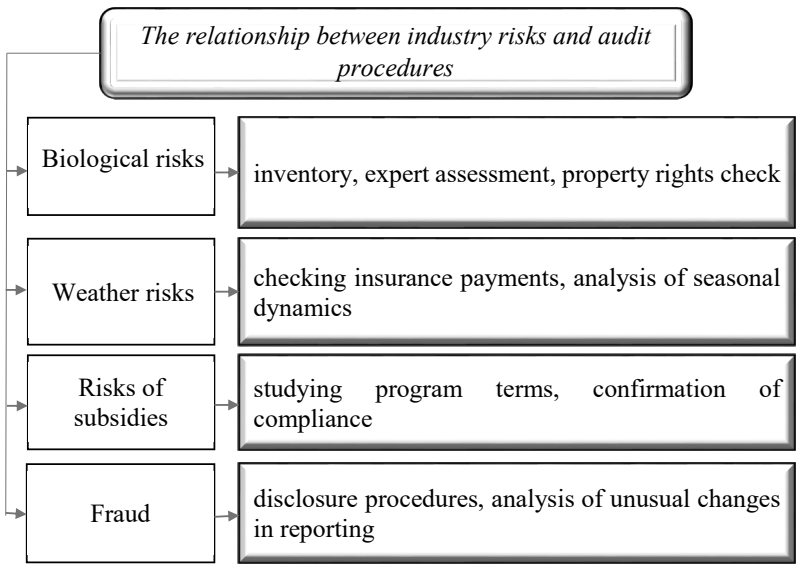 The relationship between industry risks and audit
procedures
Biological risks
inventory, expert assessment, property rights check
Weather risks
checking insurance payments, analysis of seasonal
dynamics
Risks of
subsidies
studying program terms, confirmation of
compliance
Fraud
disclosure procedures, analysis of unusual changes
in reporting